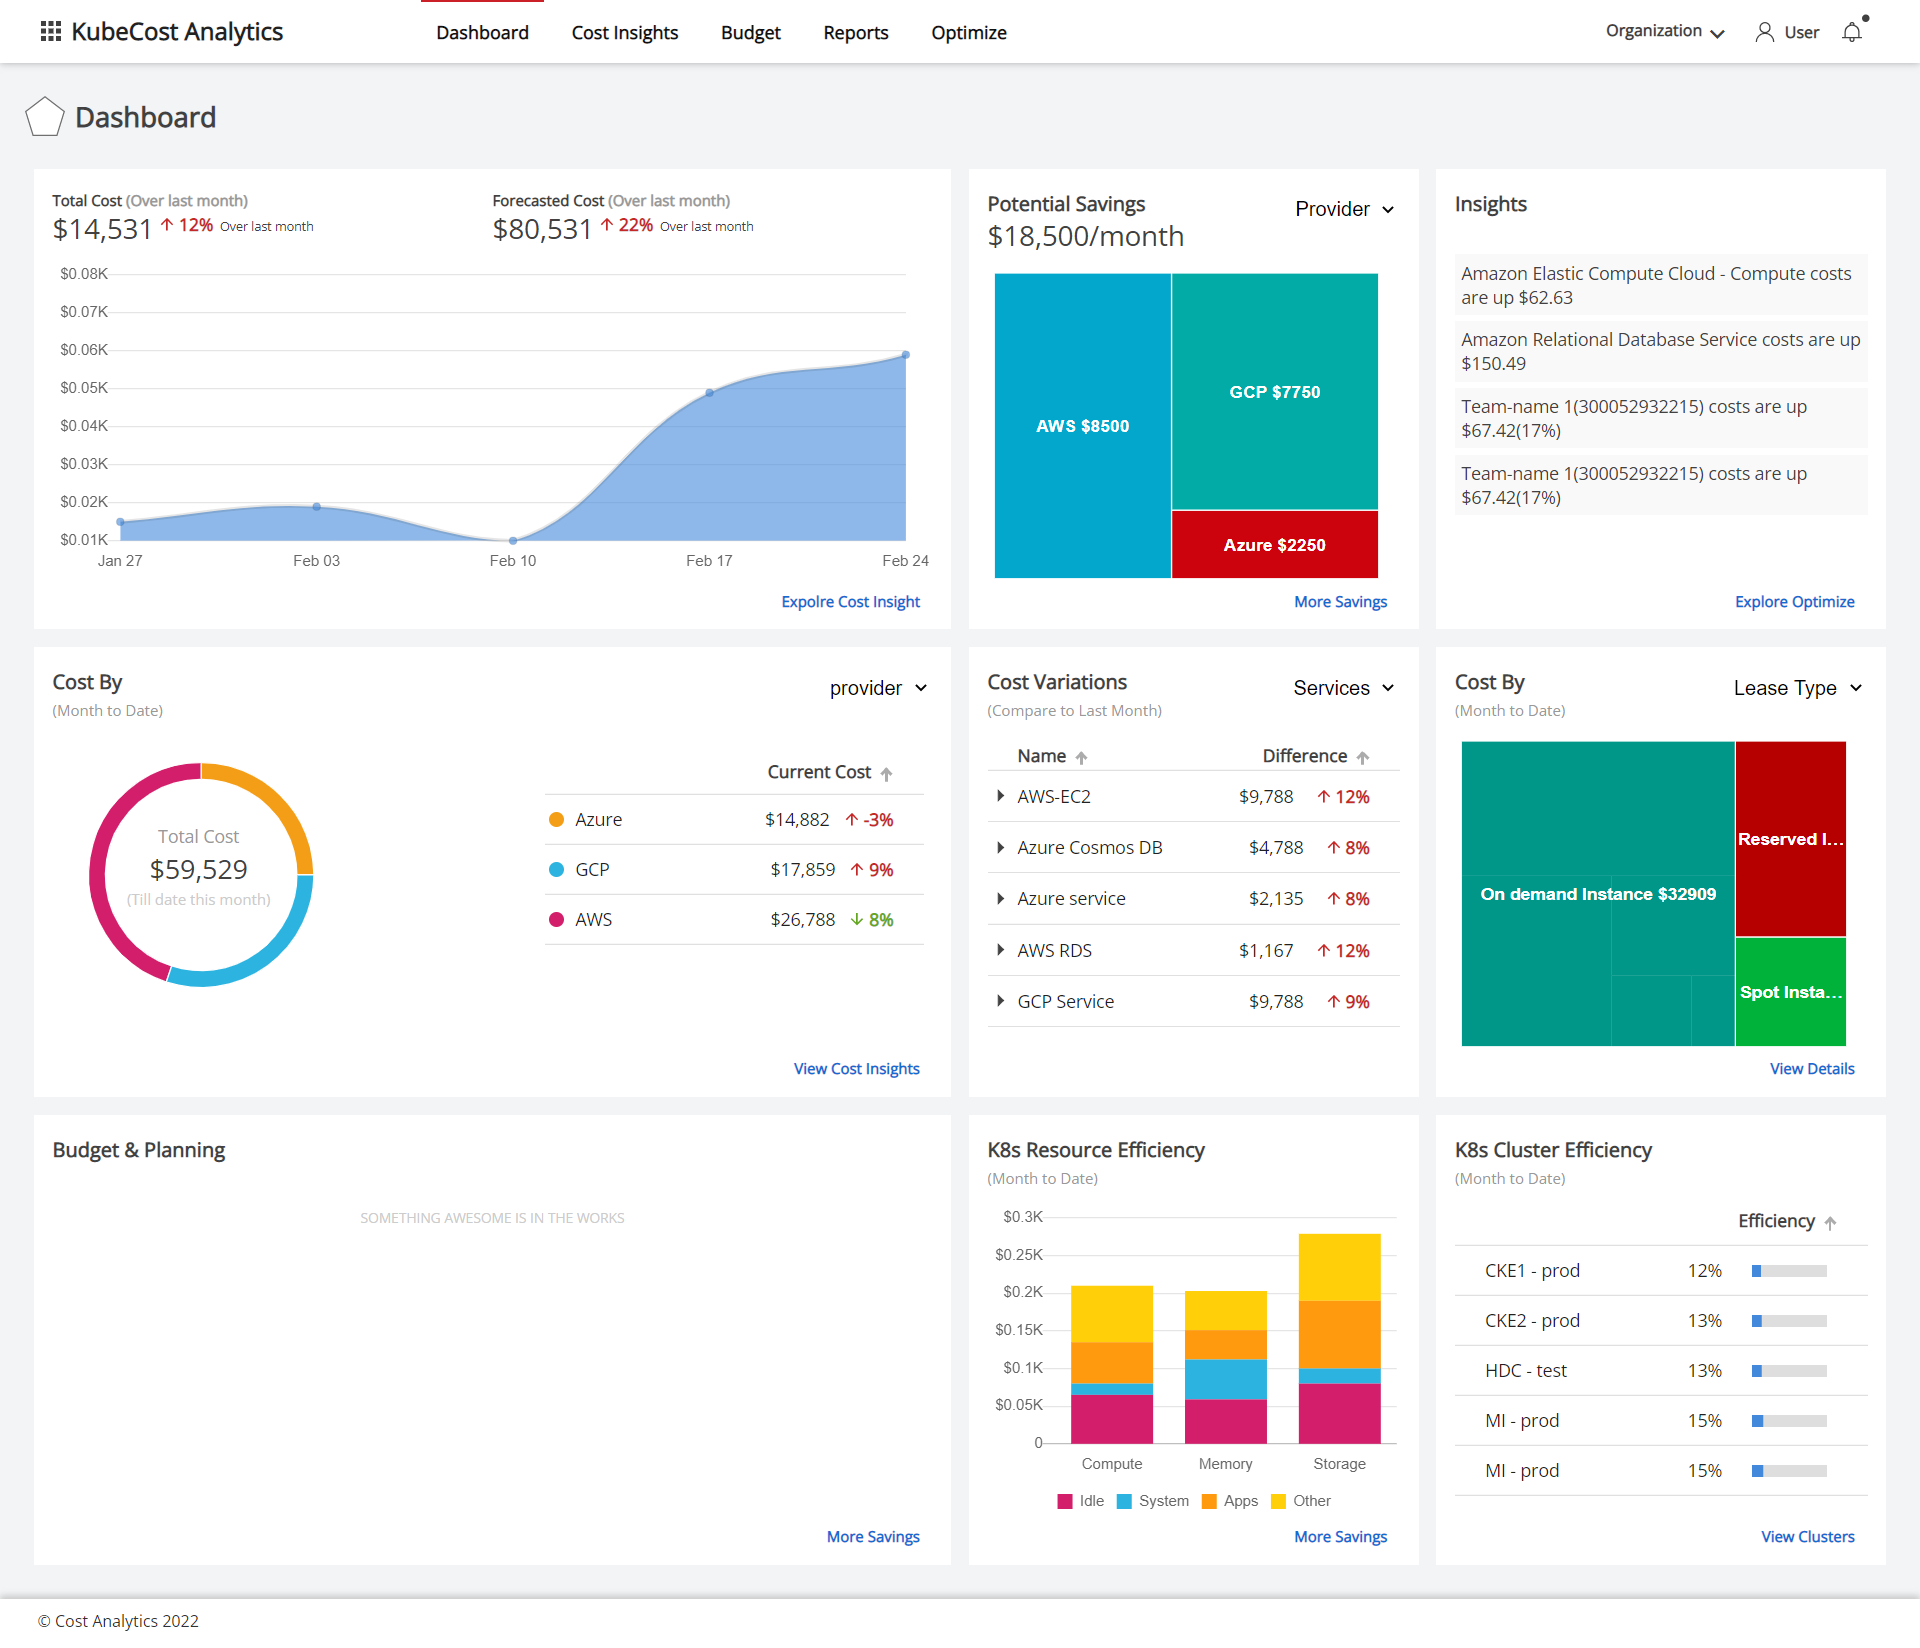 KubeCost Analytics
Dashboard
Cost Insights
Budget
Reports
Optimize
Organization
User
Dashboard
Total Cost (Over last month)
$14,531 12% Over last month
Forecasted Cost (Over last month)
$80,531 22% Over last month
$0.08K
$0.07K
$0.06K
$0.05K
$0.04K
$0.03K
$0.02K
$0.01K
Jan 27
Feb 03
Feb 10
Feb 17
Feb 24
Expolre Cost Insight
Potential Savings
Provider
$18,500/month
AWS $8500
GCP $7750
Azure $2250
More Savings
Insights
Amazon Elastic Compute Cloud - Compute costs
are up $62.63
Amazon Relational Database Service costs are up
$150.49
Team-name 1(300052932215) costs are up
$67.42(17%)
Team-name 1(300052932215) costs are up
$67.42(17%)
Explore Optimize
Cost By
provider
(Month to Date)
Total Cost
$59,529
(Till date this month)
Current Cost
Azure $14,882 -3%
GCP $17,859 9%
AWS $26,788 8%
View Cost Insights
Cost Variations
Services
(Compare to Last Month)
Name Difference
AWS-EC2 $9,788 12%
Azure Cosmos DB $4,788 8%
Azure service $2,135 8%
AWS RDS $1,167 12%
GCP Service $9,788 9%
Cost By
Lease Type
(Month to Date)
On demand Instance $32909
Reserved I...
Spot Insta...
View Details
Budget & Planning
SOMETHING AWESOME IS IN THE WORKS
More Savings
K8s Resource Efficiency
(Month to Date)
$0.3K
$0.25K
$0.2K
$0.15K
$0.1K
$0.05K
0
Compute
Memory
Storage
Idle
System
Apps
Other
More Savings
K8s Cluster Efficiency
(Month to Date)
Efficiency
CKE1 - prod 12%
CKE2 - prod 13%
HDC - test 13%
MI - prod 15%
MI - prod 15%
View Clusters
© Cost Analytics 2022